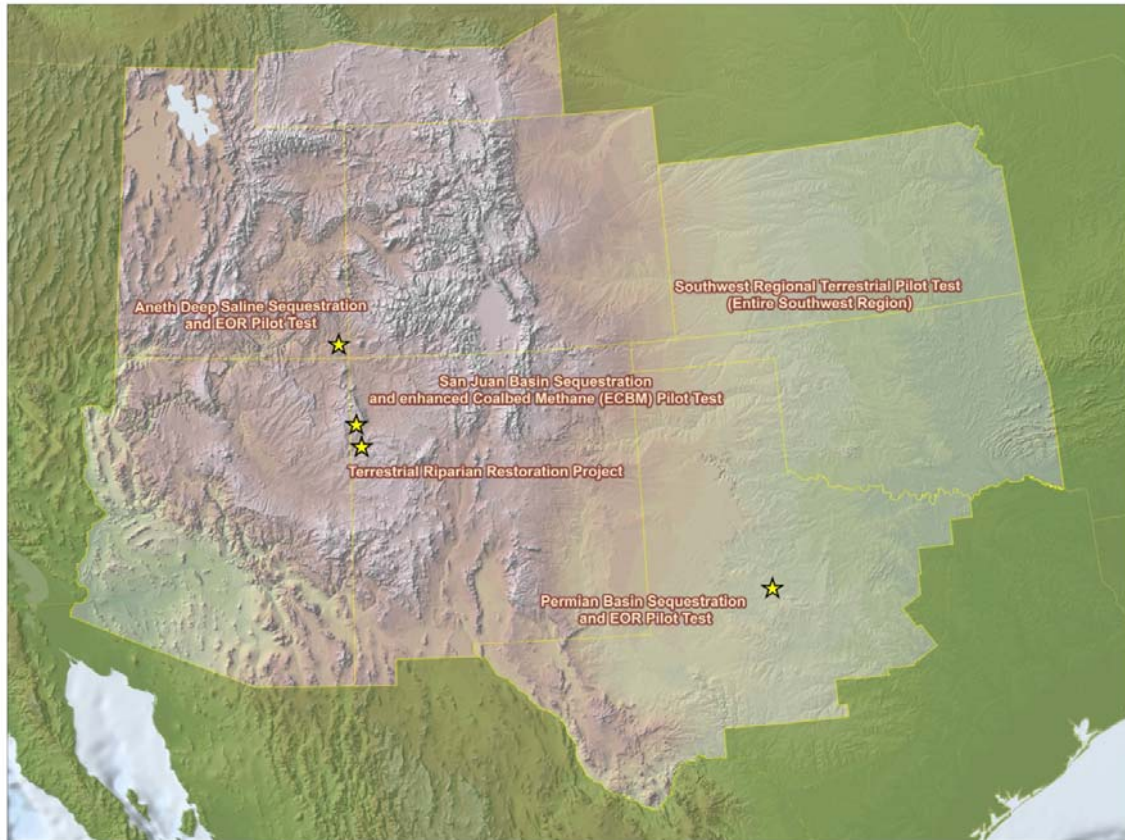 Southwest Regional Terrestrial Pilot Test
(Entire Southwest Region)
Aneth Deep Saline Sequestration
and EOR Pilot Test
San Juan Basin Sequestration
and enhanced Coalbed Methane (ECBM) Pilot Test
Terrestrial Riparian Restoration Project
Permian Basin Sequestration
and EOR Pilot Test